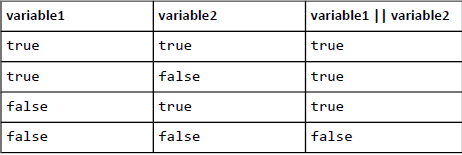 variable1 variable2 variable1 || variable2
true true true
true false true
false true true
false false false